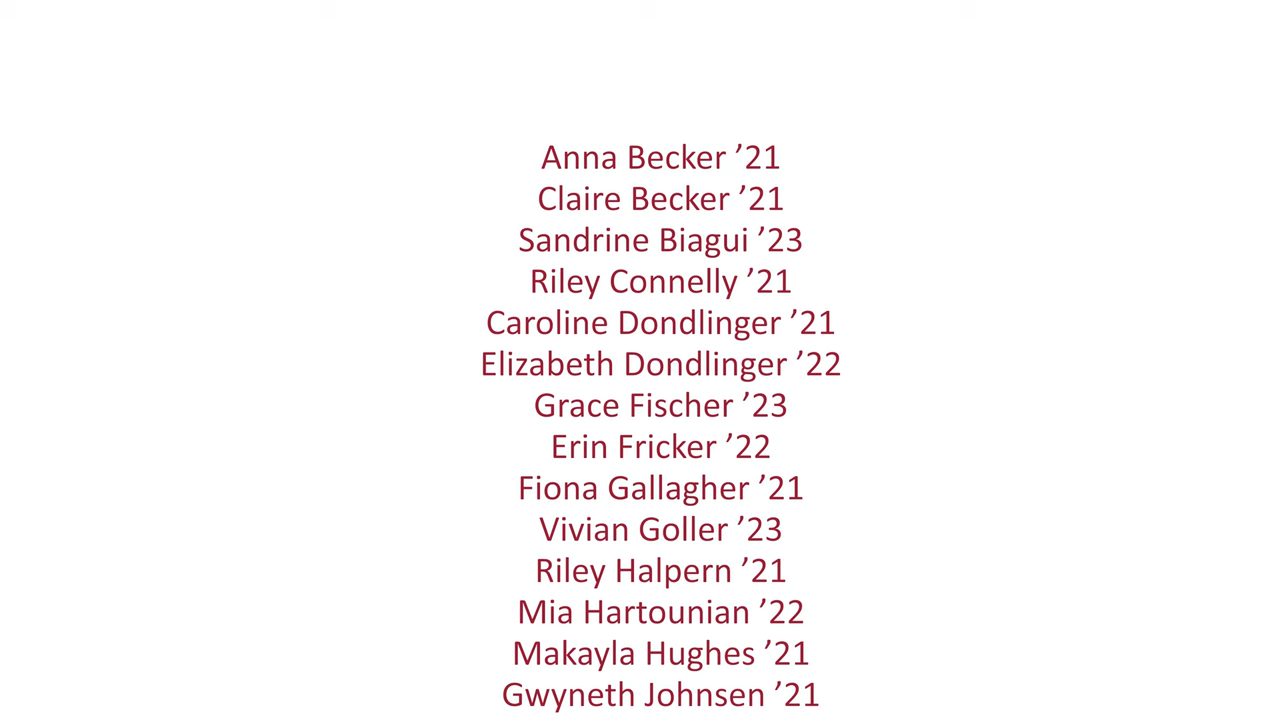 Anna Becker ’21
Claire Becker ’21
Sandrine Biagui ’23
Riley Connelly ’21
Caroline Dondlinger ’21
Elizabeth Dondlinger ’22
Grace Fischer ’23
Erin Fricker ’22
Fiona Gallagher ’21
Vivian Goller ’23
Riley Halpern ’21
Mia Hartounian ’22
Makayla Hughes ’21
Gwyneth Johnsen ’21